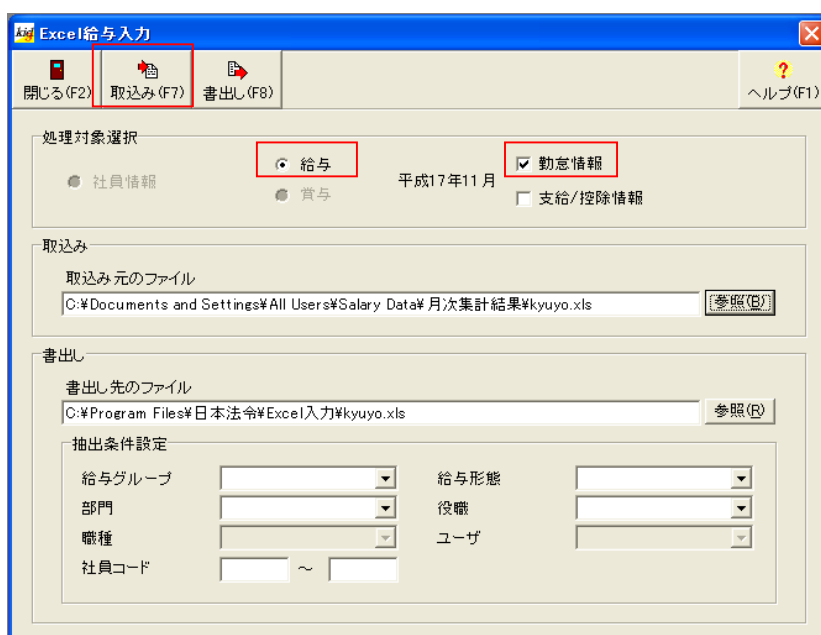 kid Excel給与入力
閉じる(F2) 取込み(F7) 書出し(F8) ? ヘルプ(F1)
処理対象選択
社員情報 給与 平成17年11月 勤怠情報
賞与 支給/控除情報
取込み
取込み元のファイル
C:¥Documents and Settings¥All Users¥Salary Data¥月次集計結果¥kyuyo.xls 参照(B)
書出し
書出し先のファイル
C:¥Program Files¥日本法令¥Excel入力¥kyuyo.xls 参照(R)
抽出条件設定
給与グループ 給与形態
部門 役職
職種 ユーザ
社員コード ～